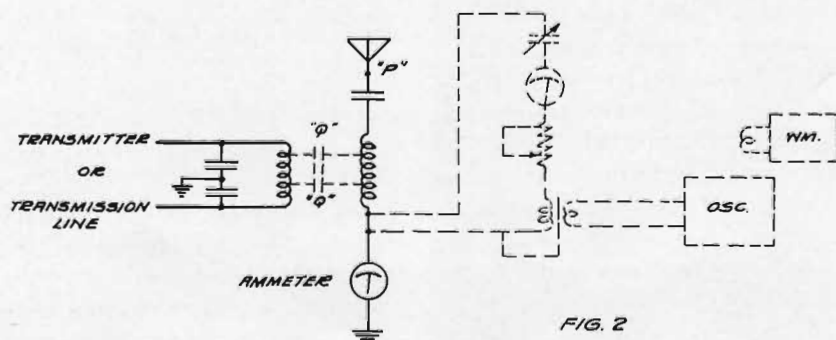 "P"
TRANSMITTER
OR
TRANSMISSION
LINE
"Q"
"Q"
AMMETER
WM.
OSC.
FIG. 2